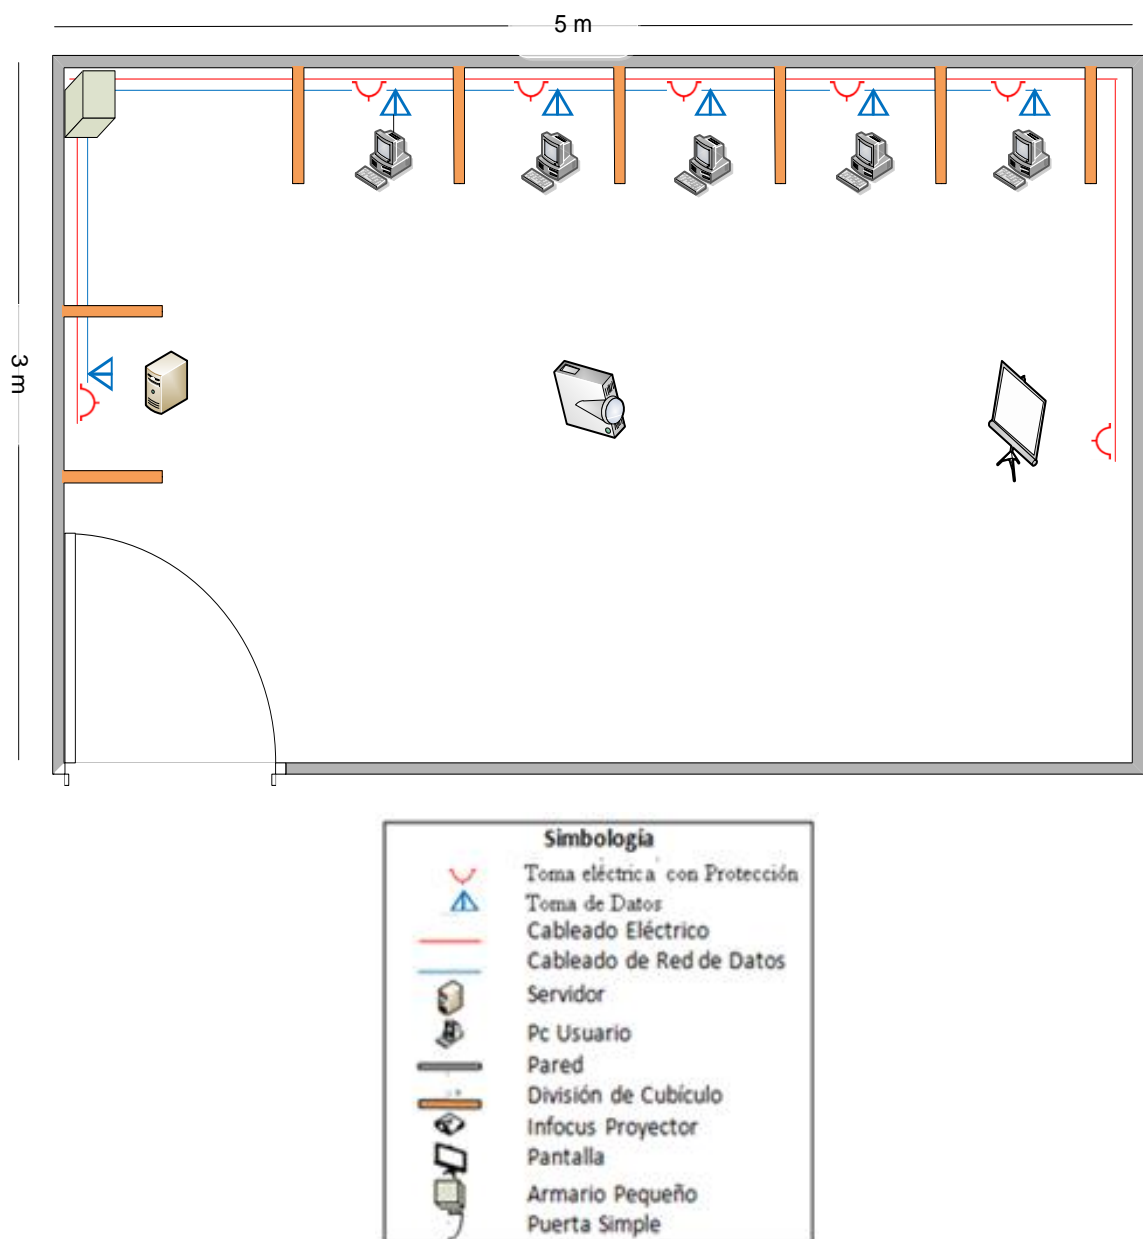 5 m
3 m
Simbología
Toma eléctrica con Protección
Toma de Datos
Cableado Eléctrico
Cableado de Red de Datos
Servidor
Pc Usuario
Pared
División de Cubículo
Infocus Proyector
Pantalla
Armario Pequeño
Puerta Simple